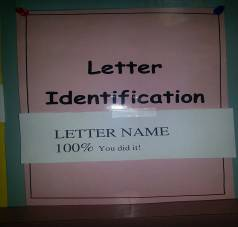 Letter
Identification
LETTER NAME
100% You did it!